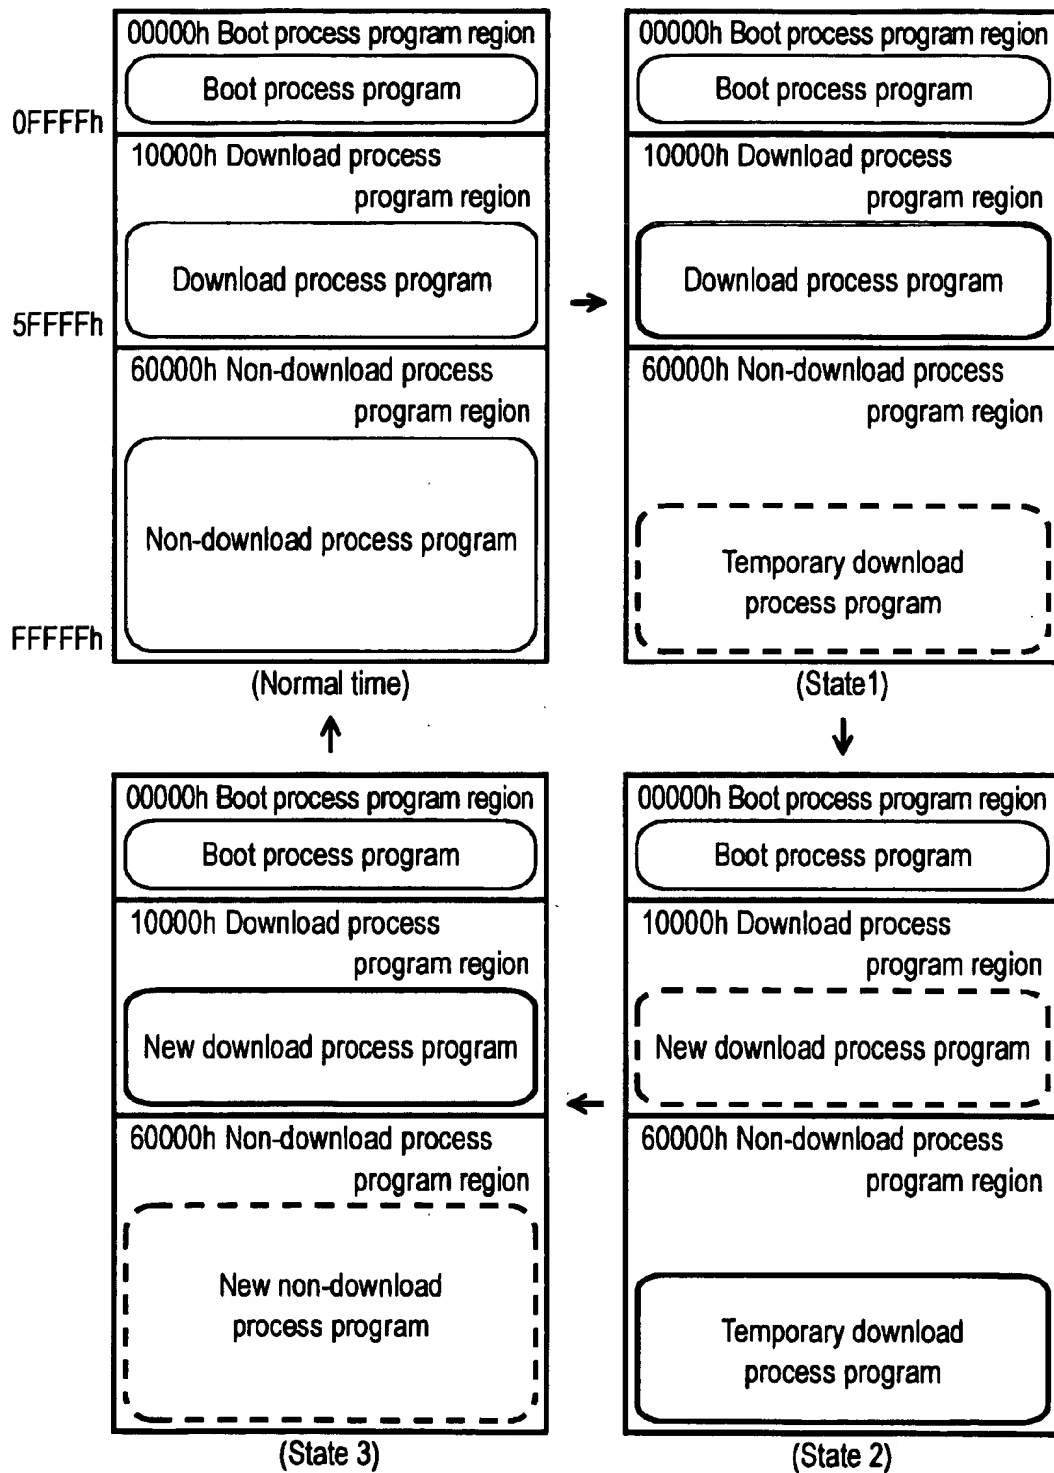 00000h Boot process program region
Boot process program
0FFFFh
10000h Download process
program region
Download process program
5FFFFh
60000h Non-download process
program region
Non-download process program
FFFFFh
(Normal time)
00000h Boot process program region
Boot process program
10000h Download process
program region
Download process program
60000h Non-download process
program region
Temporary download
process program
(State1)
00000h Boot process program region
Boot process program
10000h Download process
program region
New download process program
60000h Non-download process
program region
New non-download
process program
(State 3)
00000h Boot process program region
Boot process program
10000h Download process
program region
New download process program
60000h Non-download process
program region
Temporary download
process program
(State 2)